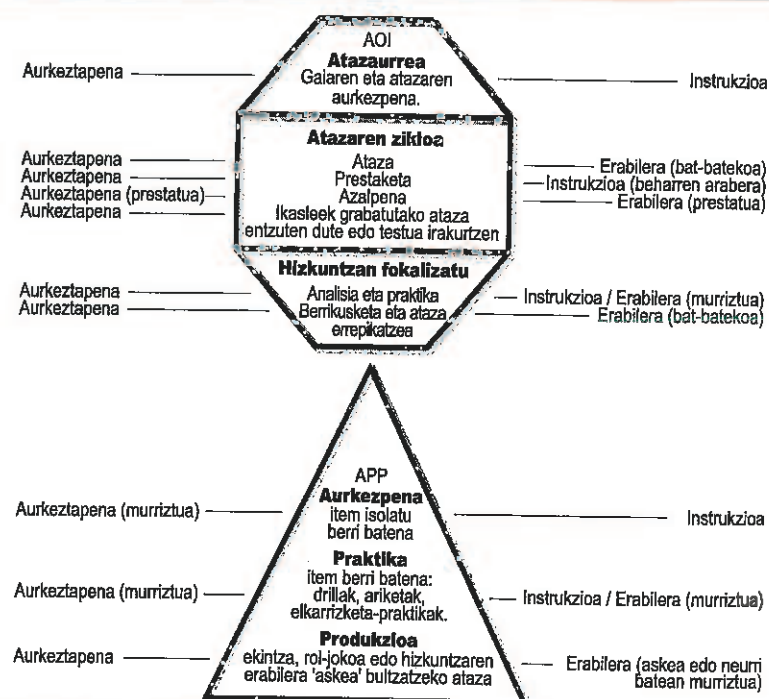 AOI
Atazaurrea
Aurkeztapena
Gaiaren eta atazaren
aurkezpena.
Instrukzioa
Atazaren zikloa
Aurkeztapena
Ataza
Erabilera (bat-batekoa)
Aurkeztapena
Prestaketa
Instrukzioa (beharren arabera)
Aurkeztapena (prestatua)
Azalpena
Erabilera (prestatua)
Aurkeztapena
Ikasleek grabatutako ataza
entzuten dute edo testua irakurtzen
Hizkuntzan fokalizatu
Aurkeztapena
Analisia eta praktika
Instrukzioa / Erabilera (murriztua)
Aurkeztapena
Berrikusketa eta ataza
errepikatzea
Erabilera (bat-batekoa)
APP
Aurkezpena
Aurkeztapena (murriztua)
item isolatu
berri batena
Instrukzioa
Praktika
Aurkeztapena (murriztua)
item berri batena:
drillak, ariketak,
elkarrizketa-praktikak.
Instrukzioa / Erabilera (murriztua)
Produkzioa
Aurkeztapena
ekintza, rol-jokoa edo hizkuntzaren
erabilera 'askea' bultzatzeko ataza
Erabilera (askea edo neurri
batean murriztua)